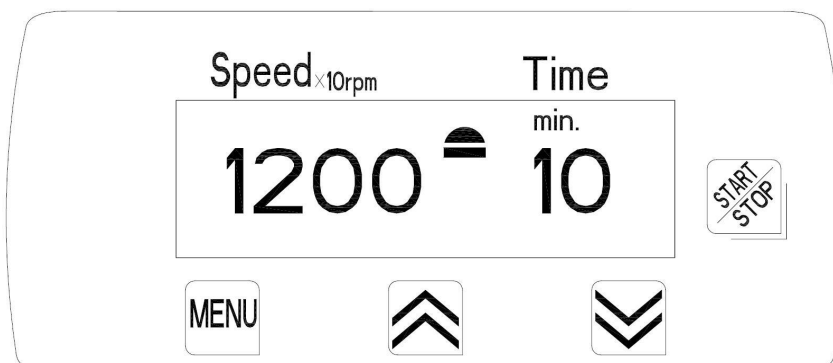 Speed×10rpm Time
min.
1200 10
START
STOP
MENU